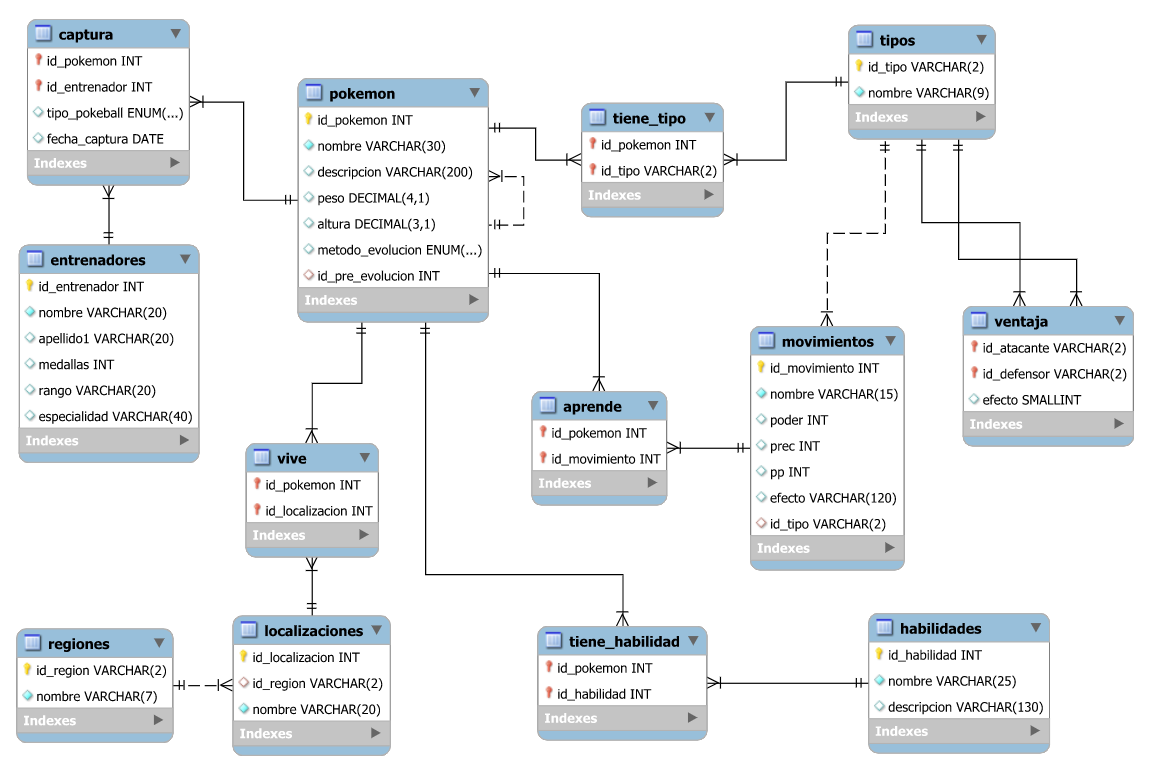 captura
id_pokemon INT
id_entrenador INT
tipo_pokeball ENUM(...)
fecha_captura DATE
Indexes
entrenadores
id_entrenador INT
nombre VARCHAR(20)
apellido1 VARCHAR(20)
medallas INT
rango VARCHAR(20)
especialidad VARCHAR(40)
Indexes
pokemon
id_pokemon INT
nombre VARCHAR(30)
descripcion VARCHAR(200)
peso DECIMAL(4,1)
altura DECIMAL(3,1)
metodo_evolucion ENUM(...)
id_pre_evolucion INT
Indexes
tiene_tipo
id_pokemon INT
id_tipo VARCHAR(2)
Indexes
tipos
id_tipo VARCHAR(2)
nombre VARCHAR(9)
Indexes
ventaja
id_atacante VARCHAR(2)
id_defensor VARCHAR(2)
efecto SMALLINT
Indexes
movimientos
id_movimiento INT
nombre VARCHAR(15)
poder INT
prec INT
pp INT
efecto VARCHAR(120)
id_tipo VARCHAR(2)
Indexes
aprende
id_pokemon INT
id_movimiento INT
Indexes
vive
id_pokemon INT
id_localizacion INT
Indexes
regiones
id_region VARCHAR(2)
nombre VARCHAR(7)
Indexes
localizaciones
id_localizacion INT
id_region VARCHAR(2)
nombre VARCHAR(20)
Indexes
tiene_habilidad
id_pokemon INT
id_habilidad INT
Indexes
habilidades
id_habilidad INT
nombre VARCHAR(25)
descripcion VARCHAR(130)
Indexes